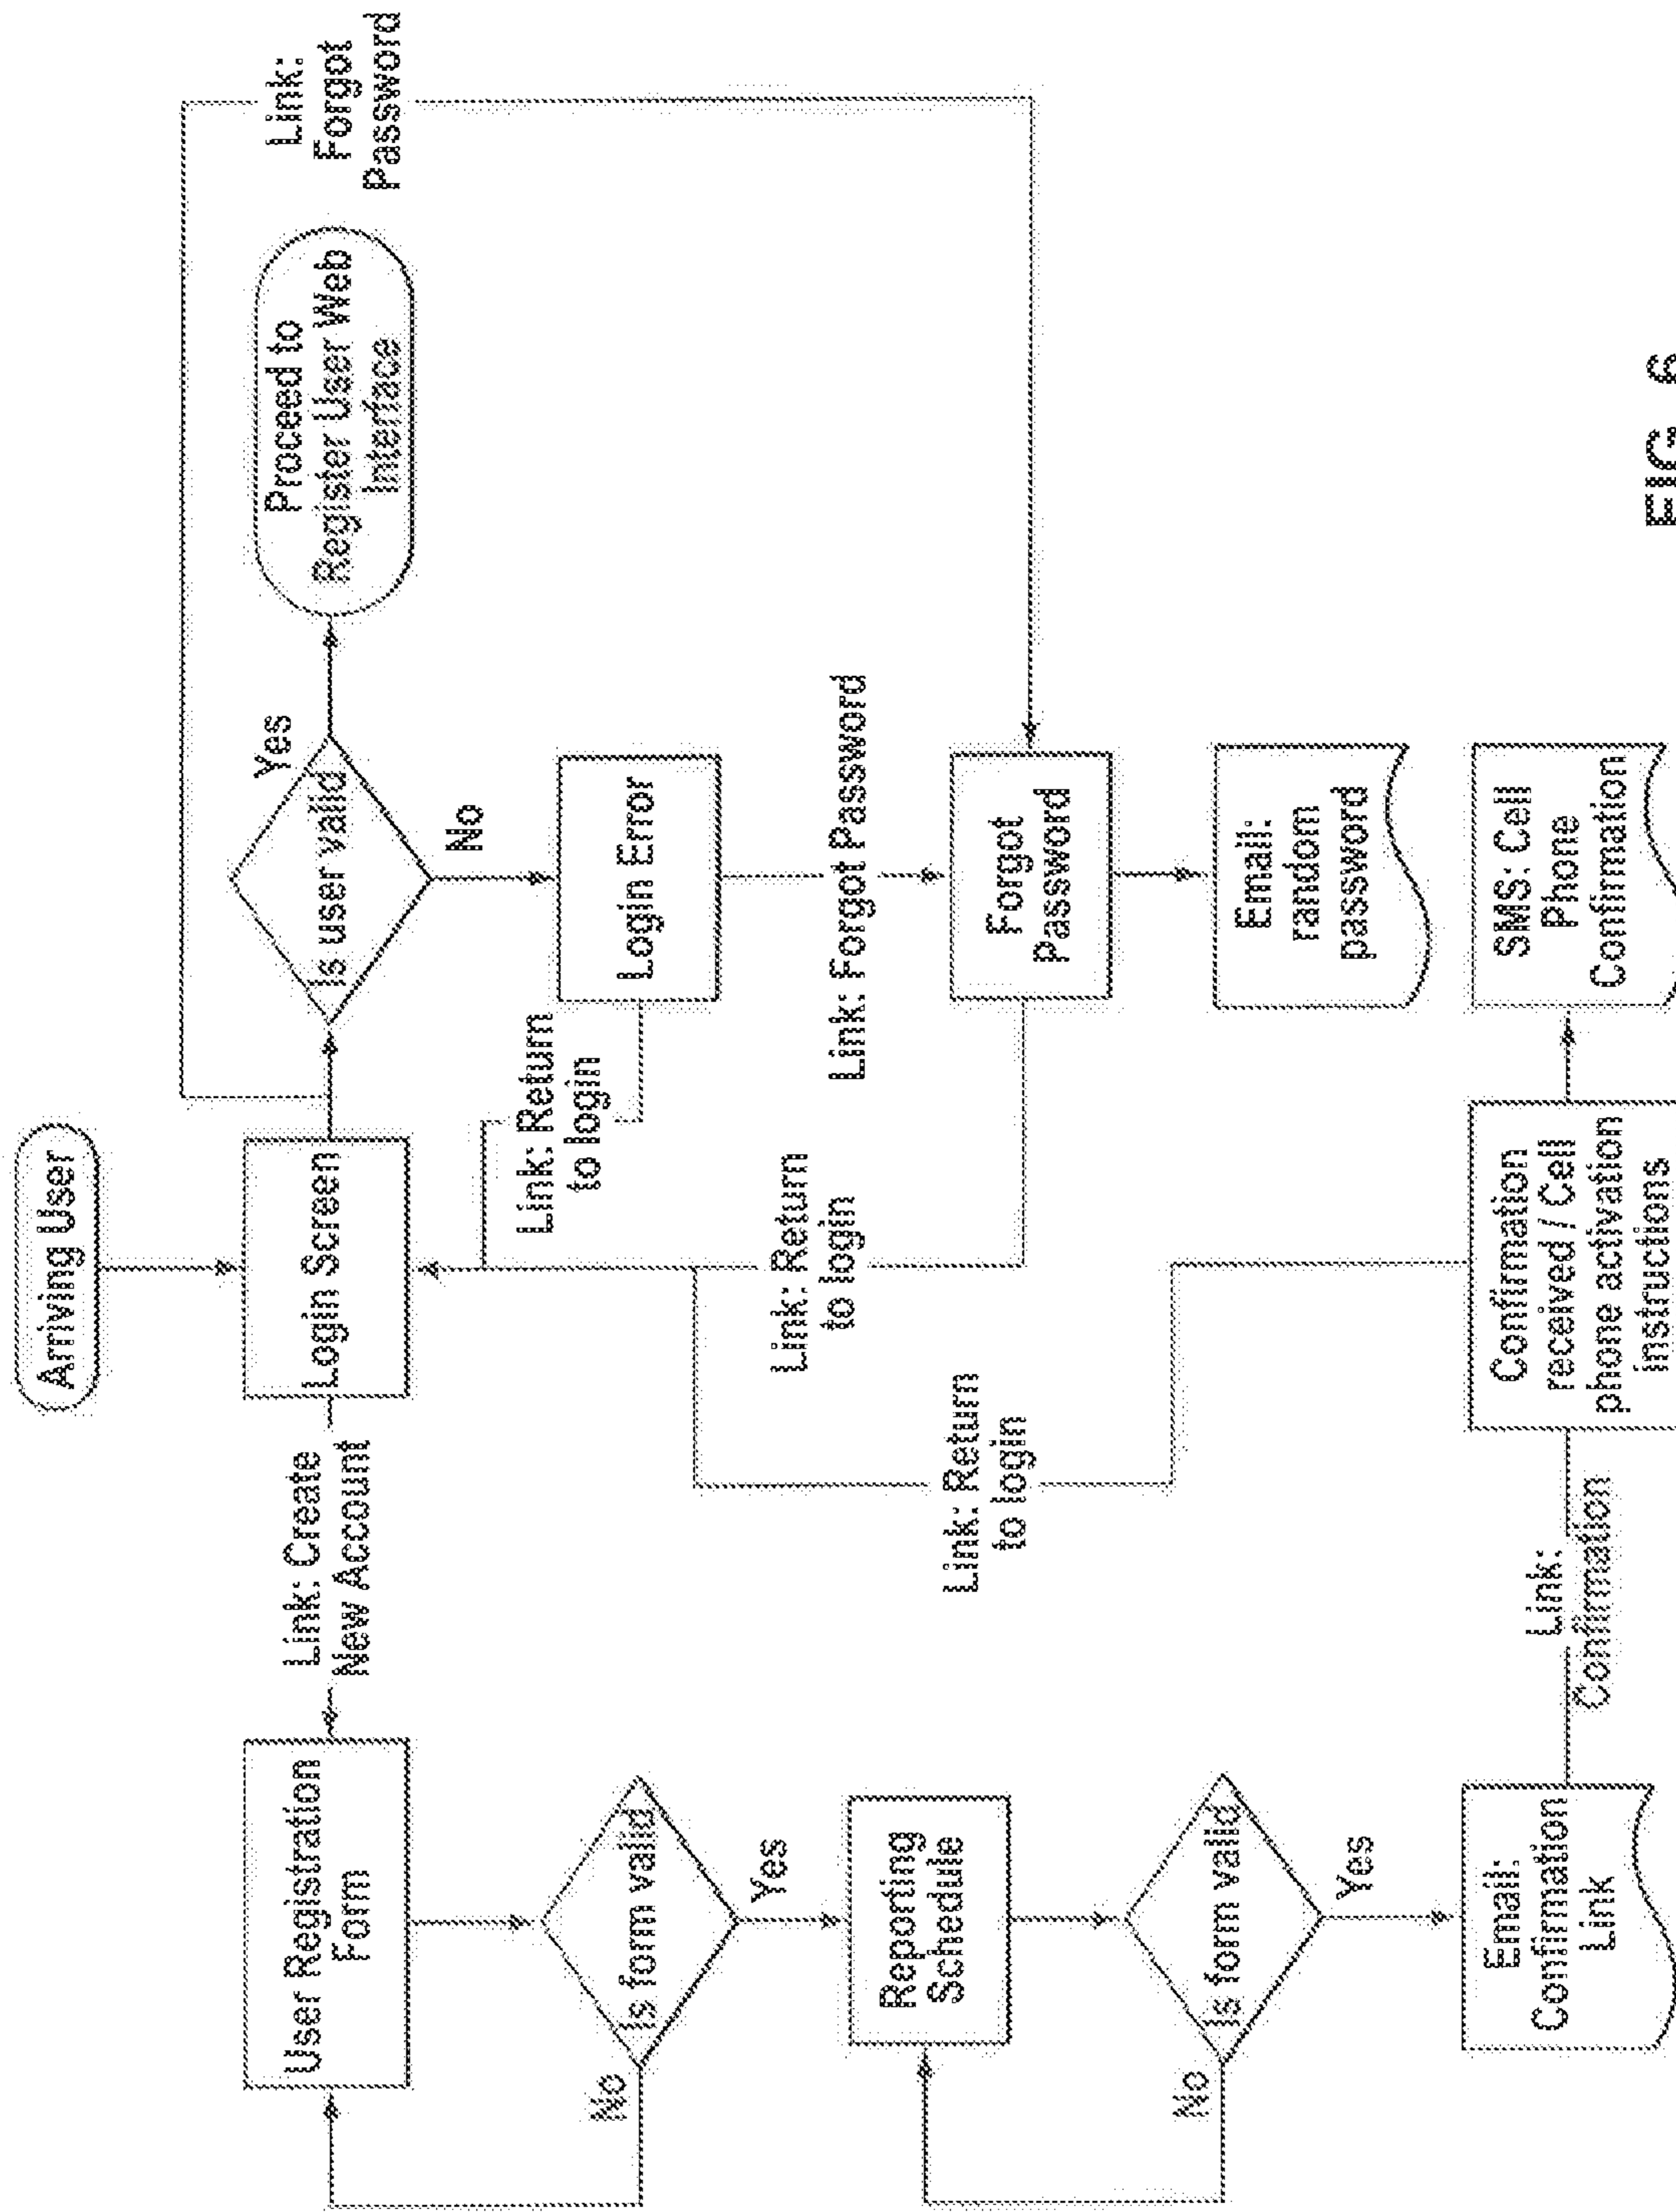 Arriving User
Link: Create
New Account
Login Screen
Is user valid
Yes
Proceed to
Register User Web
Interface
Link:
Forgot
Password
User Registration
Form
No
Login Error
Link: Return
to login
Is form valid
No
Yes
Link: Return
to login
Link: Forgot Password
Reporting
Schedule
Link: Return
to login
Forgot
Password
Is form valid
No
Yes
Email:
random
password
Email:
Confirmation
Link
Link:
Confirmation
Confirmation
received / Cell
phone activation
instructions
SMS: Cell
Phone
Confirmation
FIG. 6